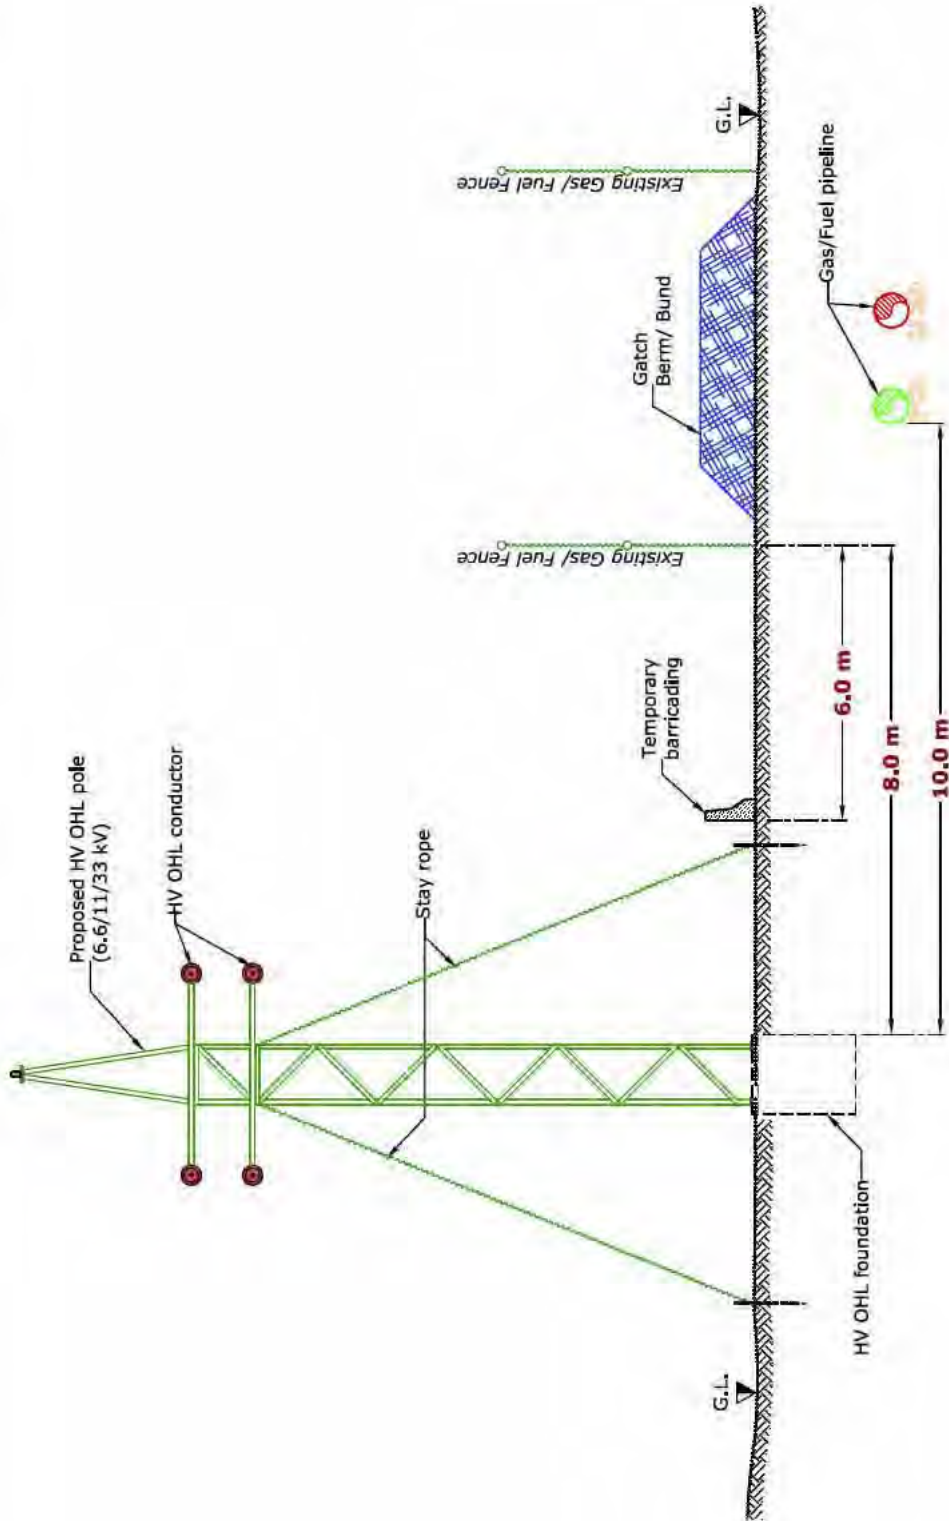 Proposed HV OHL pole
(6.6/11/33 kV)
HV OHL conductor
Stay rope
Temporary
barricading
Existing Gas/ Fuel Fence
Gatch
Berm/ Bund
Existing Gas/ Fuel Fence
G.L.
G.L.
Gas/Fuel pipeline
HV OHL foundation
6.0 m
8.0 m
10.0 m